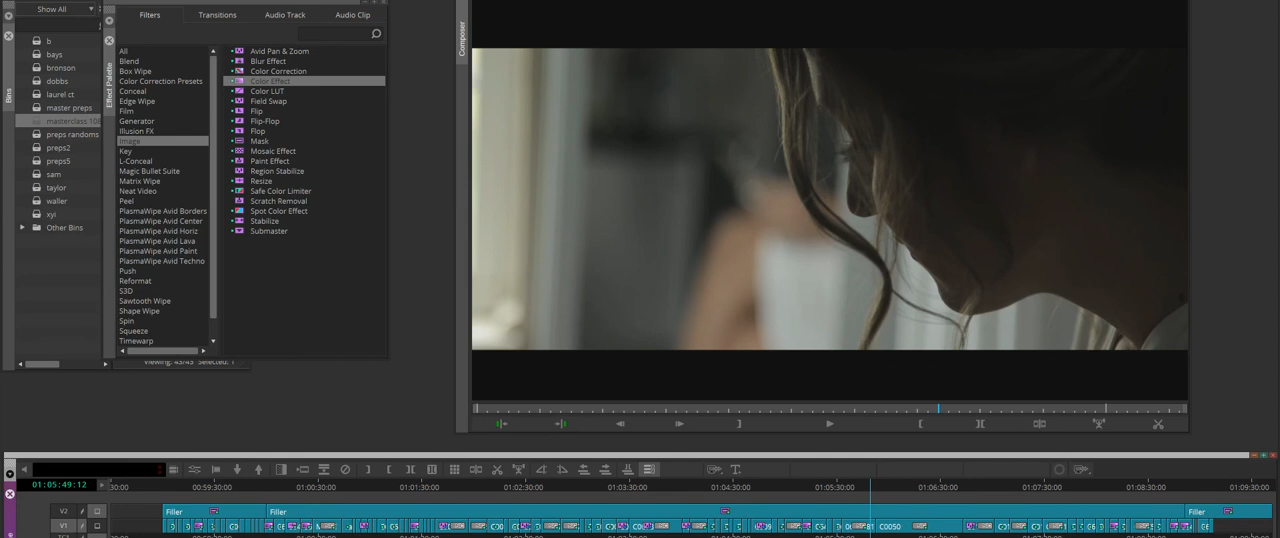 Show All
Bins
b
bays
bronson
dobbs
laurel ct
master preps
masterclass 108
preps randoms
preps2
preps5
sam
taylor
waller
xyi
Other Bins
Effect Palette
Filters
Transitions
Audio Track
Audio Clip
All
Blend
Box Wipe
Color Correction Presets
Conceal
Edge Wipe
Film
Generator
Illusion FX
Image
Key
L-Conceal
Magic Bullet Suite
Matrix Wipe
Neat Video
Peel
PlasmaWipe Avid Borders
PlasmaWipe Avid Center
PlasmaWipe Avid Horiz
PlasmaWipe Avid Lava
PlasmaWipe Avid Paint
PlasmaWipe Avid Techno
Push
Reformat
S3D
Sawtooth Wipe
Shape Wipe
Spin
Squeeze
Timewarp
Avid Pan & Zoom
Blur Effect
Color Correction
Color Effect
Color LUT
Field Swap
Flip
Flip-Flop
Flop
Mask
Mosaic Effect
Paint Effect
Region Stabilize
Resize
Safe Color Limiter
Scratch Removal
Spot Color Effect
Stabilize
Submaster
Viewing: 43/43 Selected: 1
Composer
01:05:49:12
:30:00 00:59:30:00 01:00:30:00 01:01:30:00 01:02:30:00 01:03:30:00 01:04:30:00 01:05:30:00 01:06:30:00 01:07:30:00 01:08:30:00 01:09:30:00
V2 Filler Filler Filler
V1 C0050